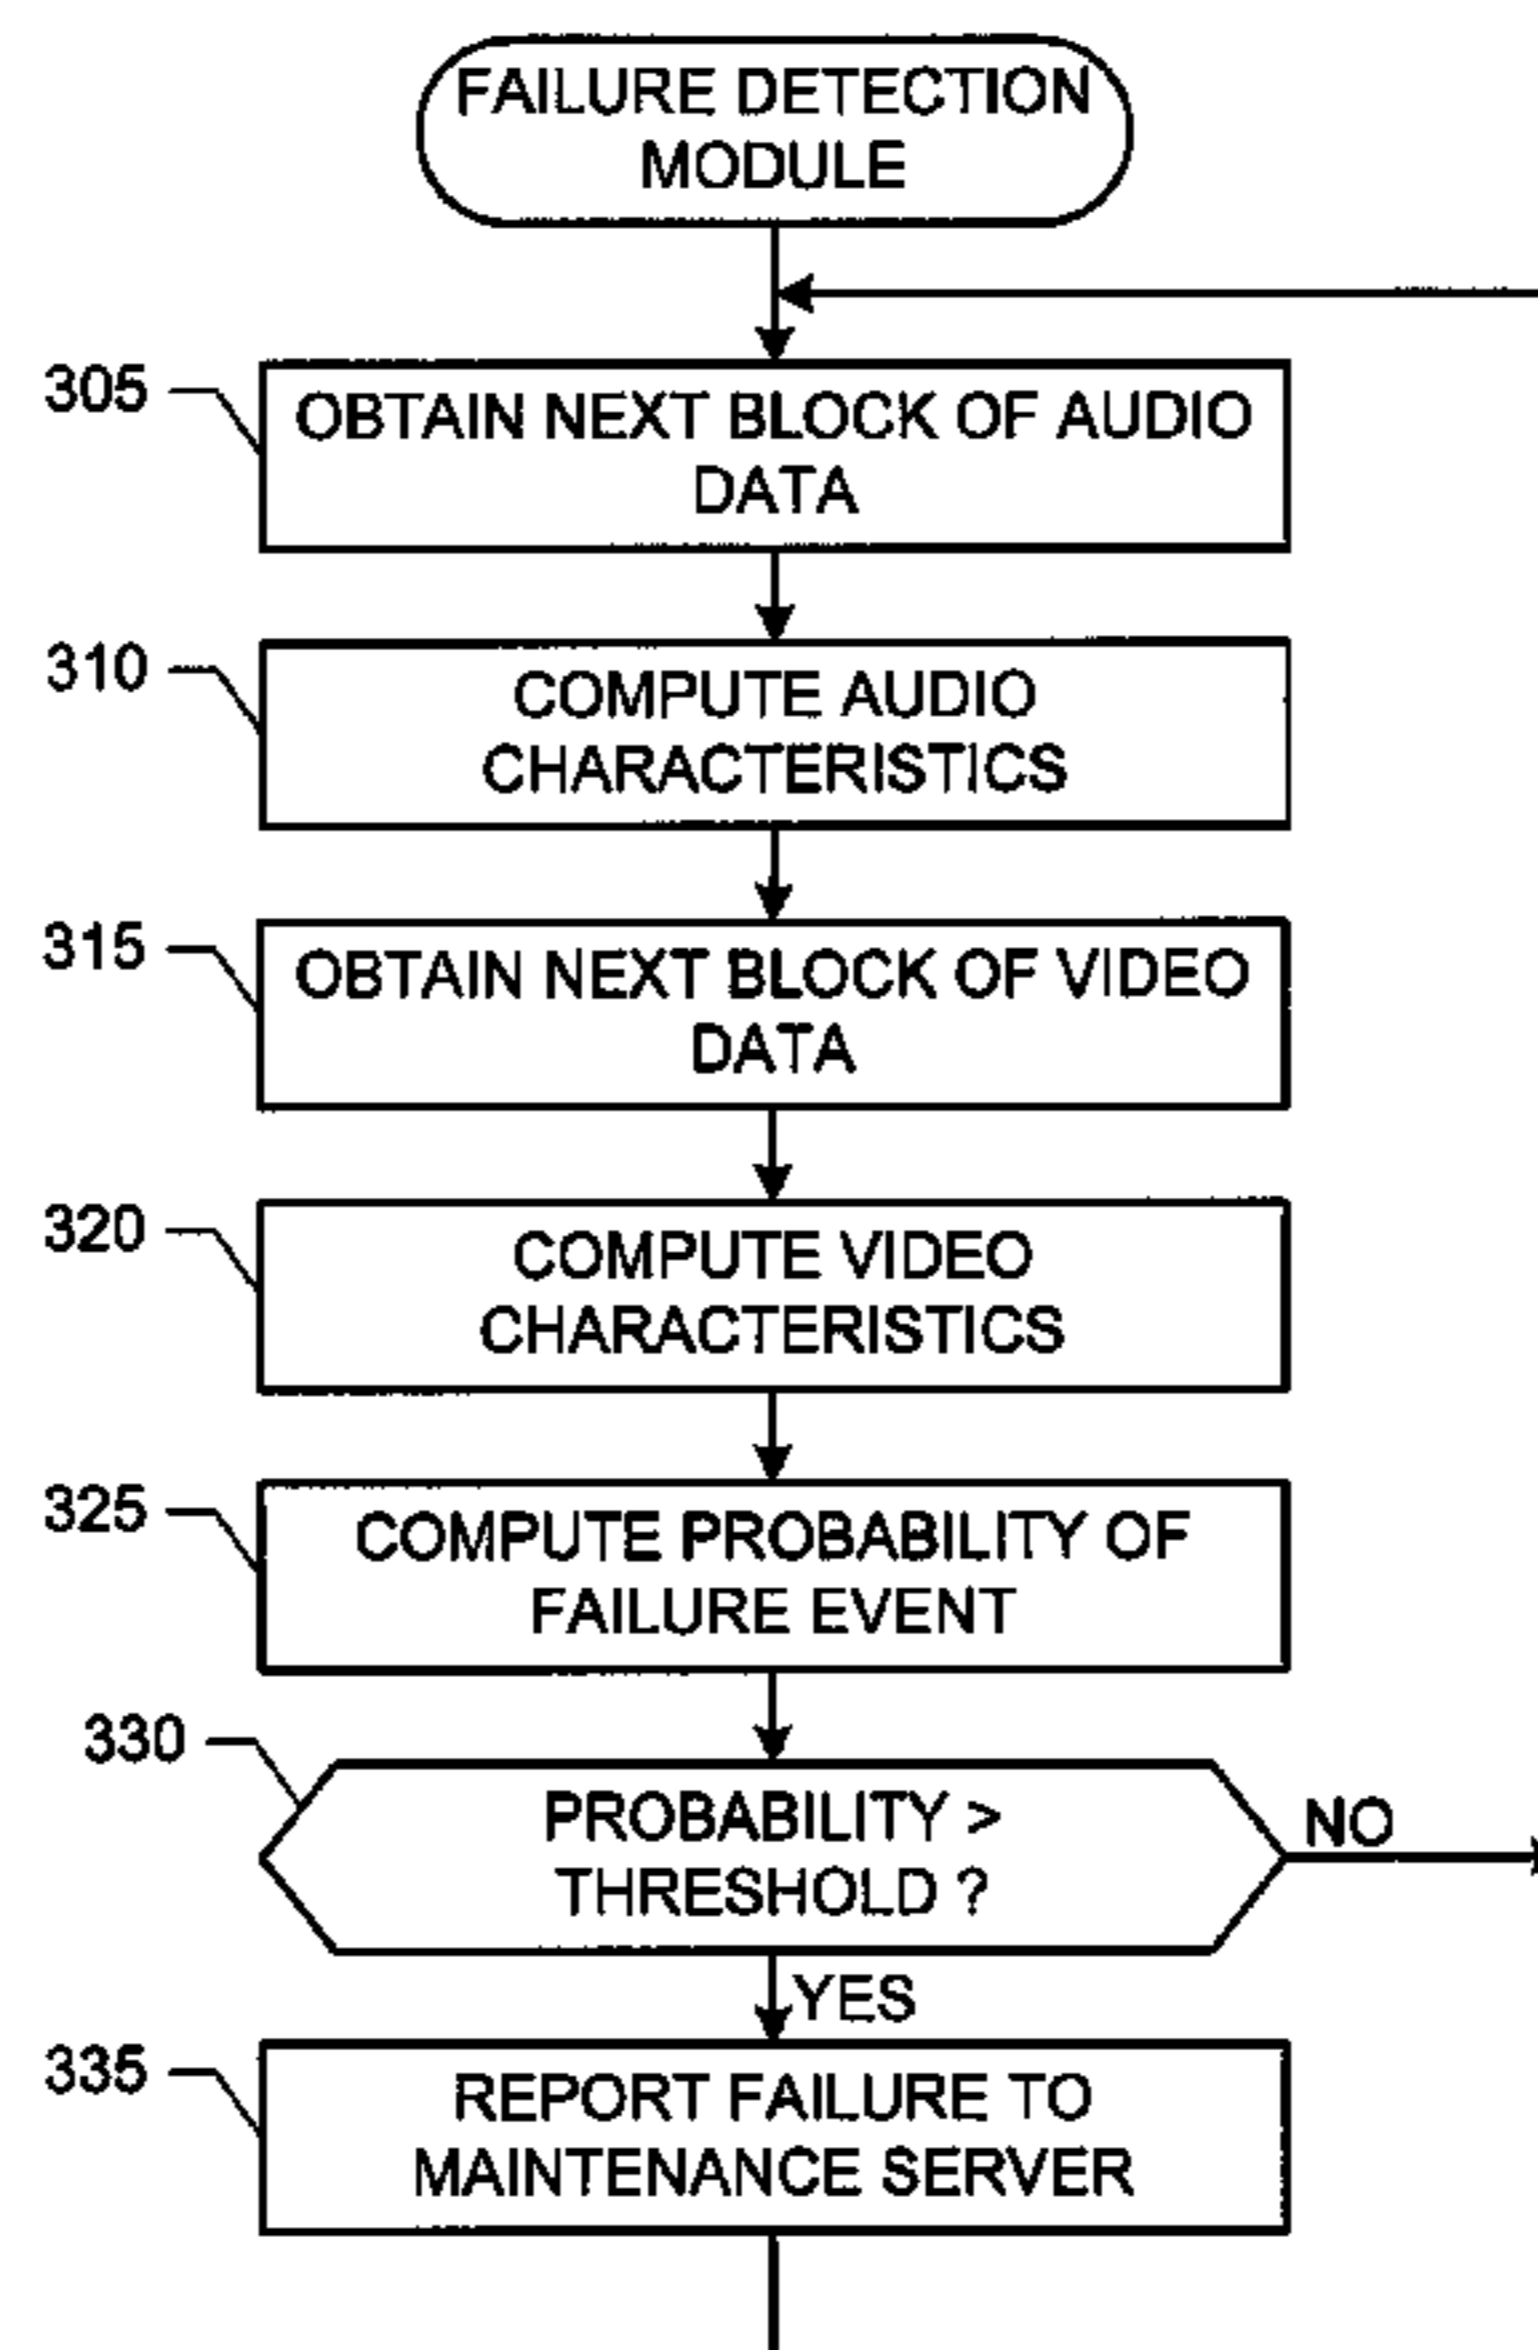 FAILURE DETECTION
MODULE
305
OBTAIN NEXT BLOCK OF AUDIO
DATA
310
COMPUTE AUDIO
CHARACTERISTICS
315
OBTAIN NEXT BLOCK OF VIDEO
DATA
320
COMPUTE VIDEO
CHARACTERISTICS
325
COMPUTE PROBABILITY OF
FAILURE EVENT
330
PROBABILITY >
THRESHOLD ?
NO
YES
335
REPORT FAILURE TO
MAINTENANCE SERVER